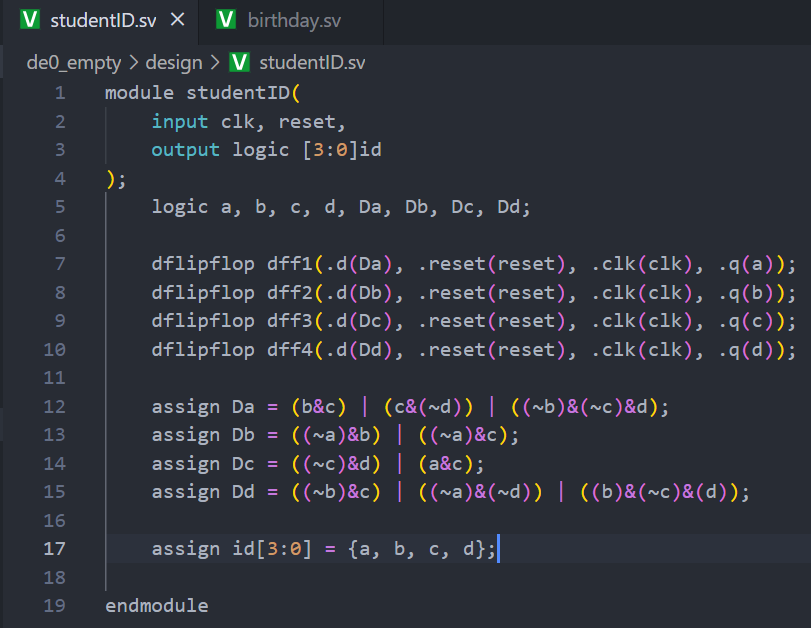 studentID.sv birthday.sv
de0_empty > design > studentID.sv
1 module studentID(
2 input clk, reset,
3 output logic [3:0]id
4 );
5 logic a, b, c, d, Da, Db, Dc, Dd;
6
7 dflipflop dff1(.d(Da), .reset(reset), .clk(clk), .q(a));
8 dflipflop dff2(.d(Db), .reset(reset), .clk(clk), .q(b));
9 dflipflop dff3(.d(Dc), .reset(reset), .clk(clk), .q(c));
10 dflipflop dff4(.d(Dd), .reset(reset), .clk(clk), .q(d));
11
12 assign Da = (b&c) | (c&(~d)) | ((~b)&(~c)&d);
13 assign Db = ((~a)&b) | ((~a)&c);
14 assign Dc = ((~c)&d) | (a&c);
15 assign Dd = ((~b)&c) | ((~a)&(~d)) | ((b)&(~c)&(d));
16
17 assign id[3:0] = {a, b, c, d};
18
19 endmodule